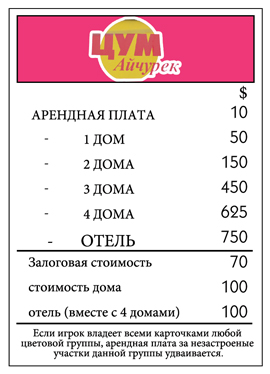 ЦУМ
Айчурек
$
АРЕНДНАЯ ПЛАТА 10
- 1 ДОМ 50
- 2 ДОМА 150
- 3 ДОМА 450
- 4 ДОМА 625
- ОТЕЛЬ 750
Залоговая стоимость 70
стоимость дома 100
отель (вместе с 4 домами) 100
Если игрок владеет всеми карточками любой
цветовой группы, арендная плата за незастроеные
участки данной группы удваивается.